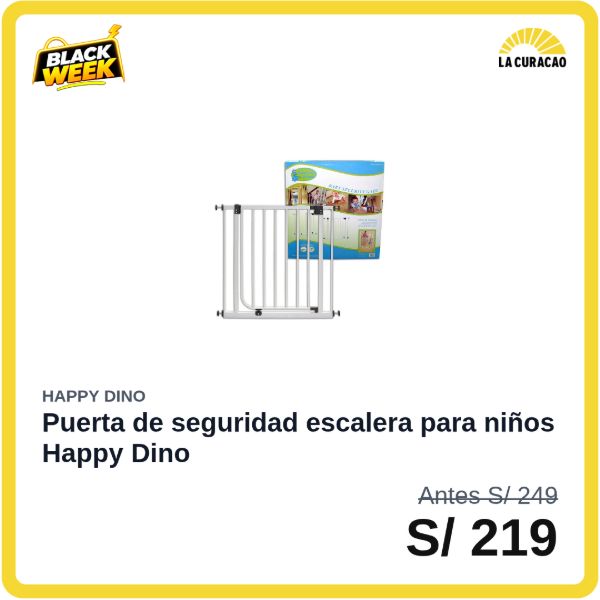 BLACK
WEEK
LA CURACAO
HAPPY DINO
Puerta de seguridad escalera para niños
Happy Dino
Antes S/ 249
S/ 219